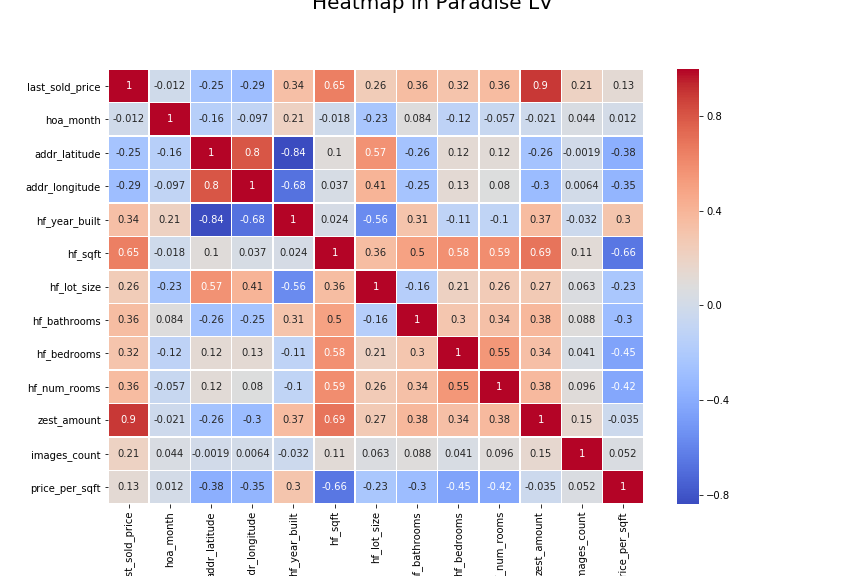 Heatmap in Paradise LV
last_sold_price 1 -0.012 -0.25 -0.29 0.34 0.65 0.26 0.36 0.32 0.36 0.9 0.21 0.13
hoa_month -0.012 1 -0.16 -0.097 0.21 -0.018 -0.23 0.084 -0.12 -0.057 -0.021 0.044 0.012
addr_latitude -0.25 -0.16 1 0.8 -0.84 0.1 0.57 -0.26 0.12 0.12 -0.26 -0.0019 -0.38
addr_longitude -0.29 -0.097 0.8 1 -0.68 0.037 0.41 -0.25 0.13 0.08 -0.3 0.0064 -0.35
hf_year_built 0.34 0.21 -0.84 -0.68 1 0.024 -0.56 0.31 -0.11 -0.1 0.37 -0.032 0.3
hf_sqft 0.65 -0.018 0.1 0.037 0.024 1 0.36 0.5 0.58 0.59 0.69 0.11 -0.66
hf_lot_size 0.26 -0.23 0.57 0.41 -0.56 0.36 1 -0.16 0.21 0.26 0.27 0.063 -0.23
hf_bathrooms 0.36 0.084 -0.26 -0.25 0.31 0.5 -0.16 1 0.3 0.34 0.38 0.088 -0.3
hf_bedrooms 0.32 -0.12 0.12 0.13 -0.11 0.58 0.21 0.3 1 0.55 0.34 0.041 -0.45
hf_num_rooms 0.36 -0.057 0.12 0.08 -0.1 0.59 0.26 0.34 0.55 1 0.38 0.096 -0.42
zest_amount 0.9 -0.021 -0.26 -0.3 0.37 0.69 0.27 0.38 0.34 0.38 1 0.15 -0.035
images_count 0.21 0.044 -0.0019 0.0064 -0.032 0.11 0.063 0.088 0.041 0.096 0.15 1 0.052
price_per_sqft 0.13 0.012 -0.38 -0.35 0.3 -0.66 -0.23 -0.3 -0.45 -0.42 -0.035 0.052 1
st_sold_price
hoa_month
addr_latitude
dr_longitude
hf_year_built
hf_sqft
hf_lot_size
f_bathrooms
hf_bedrooms
_num_rooms
zest_amount
mages_count
rice_per_sqft
0.8
0.4
0.0
−0.4
−0.8